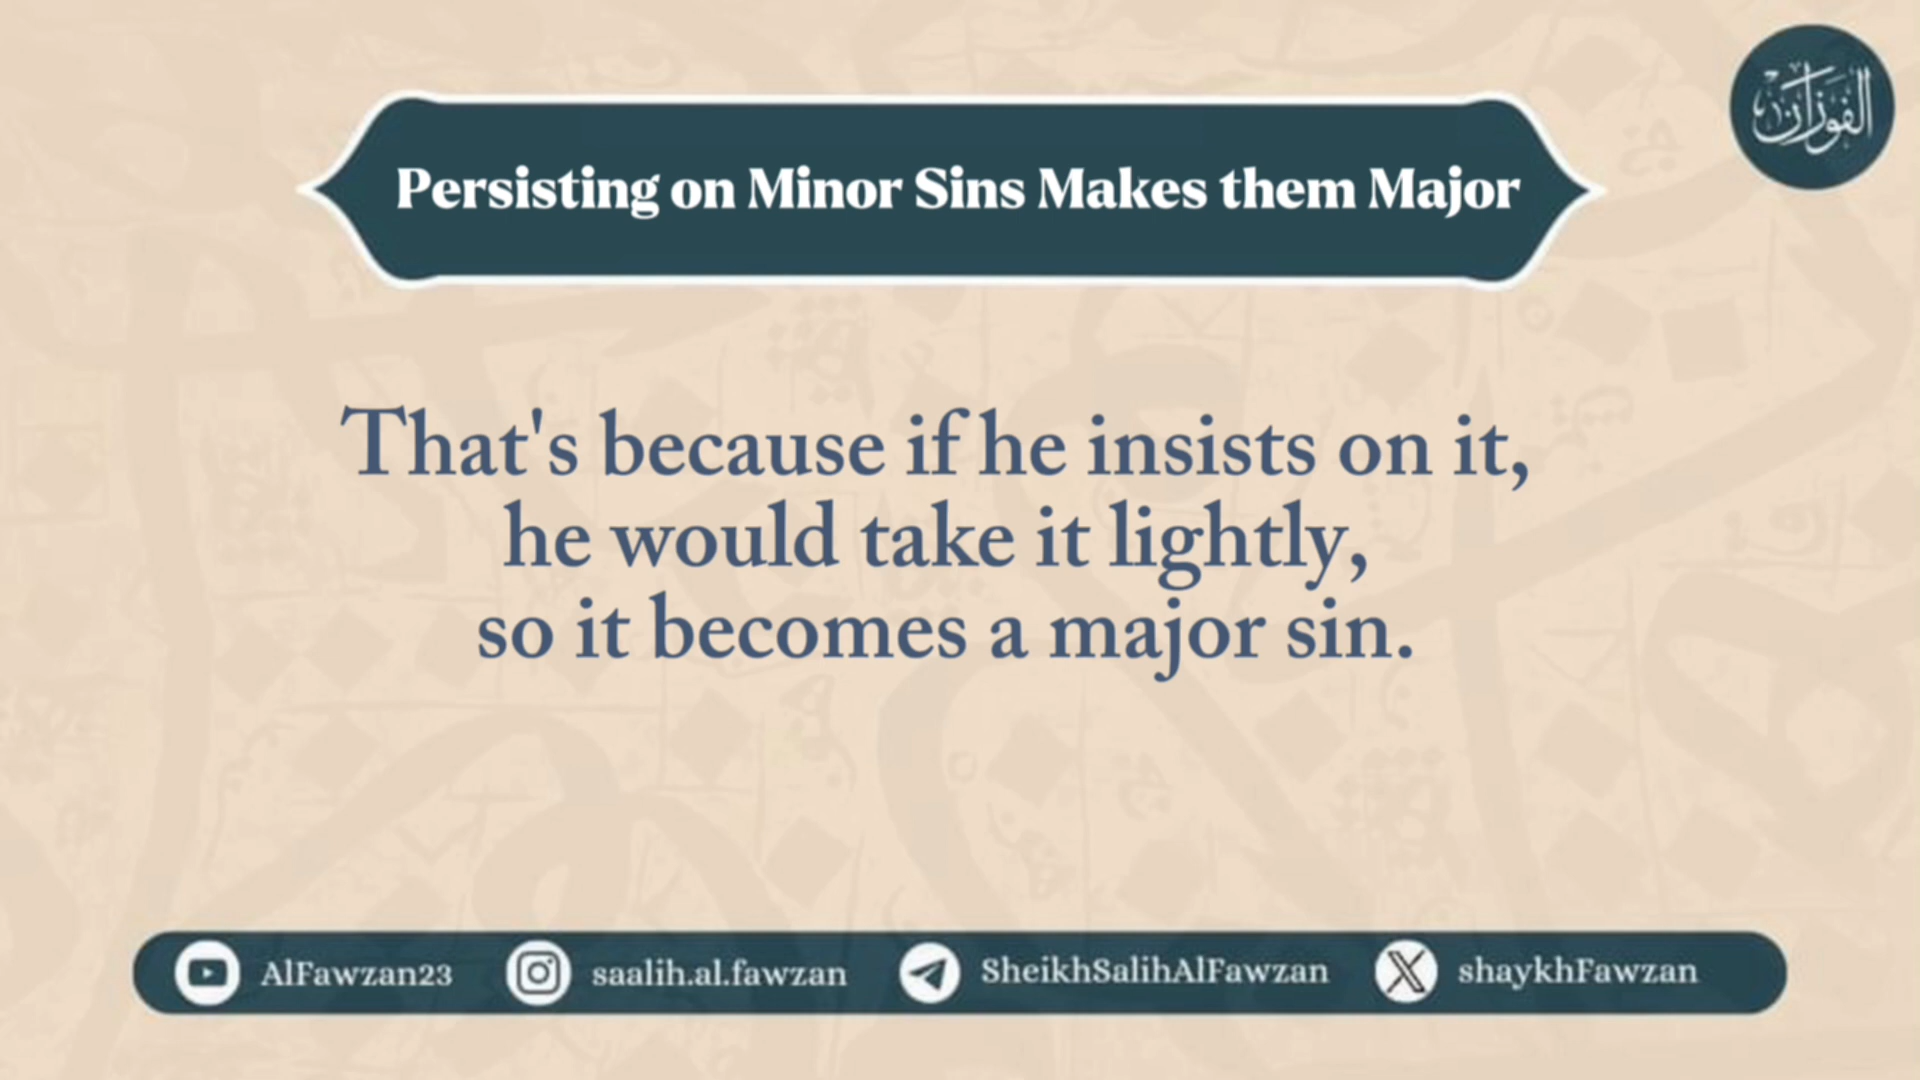 الفوزان
Persisting on Minor Sins Makes them Major
That's because if he insists on it,
he would take it lightly,
so it becomes a major sin.
AlFawzan23 saalih.al.fawzan SheikhSalihAlFawzan shaykhFawzan